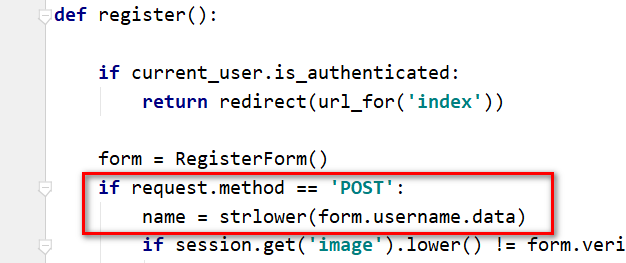 def register():
if current_user.is_authenticated:
return redirect(url_for('index'))
form = RegisterForm()
if request.method == 'POST':
name = strlower(form.username.data)
if session.get('image').lower() != form.veri